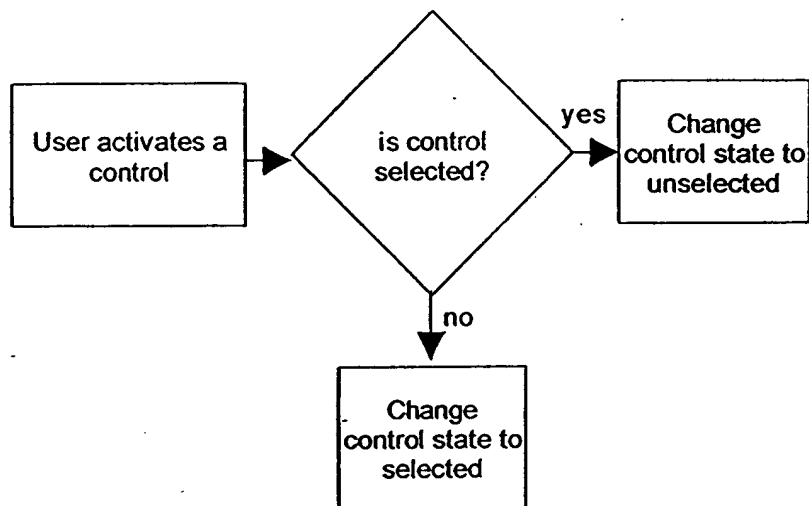 User activates a
control
is control
selected?
yes
Change
control state to
unselected
no
Change
control state to
selected